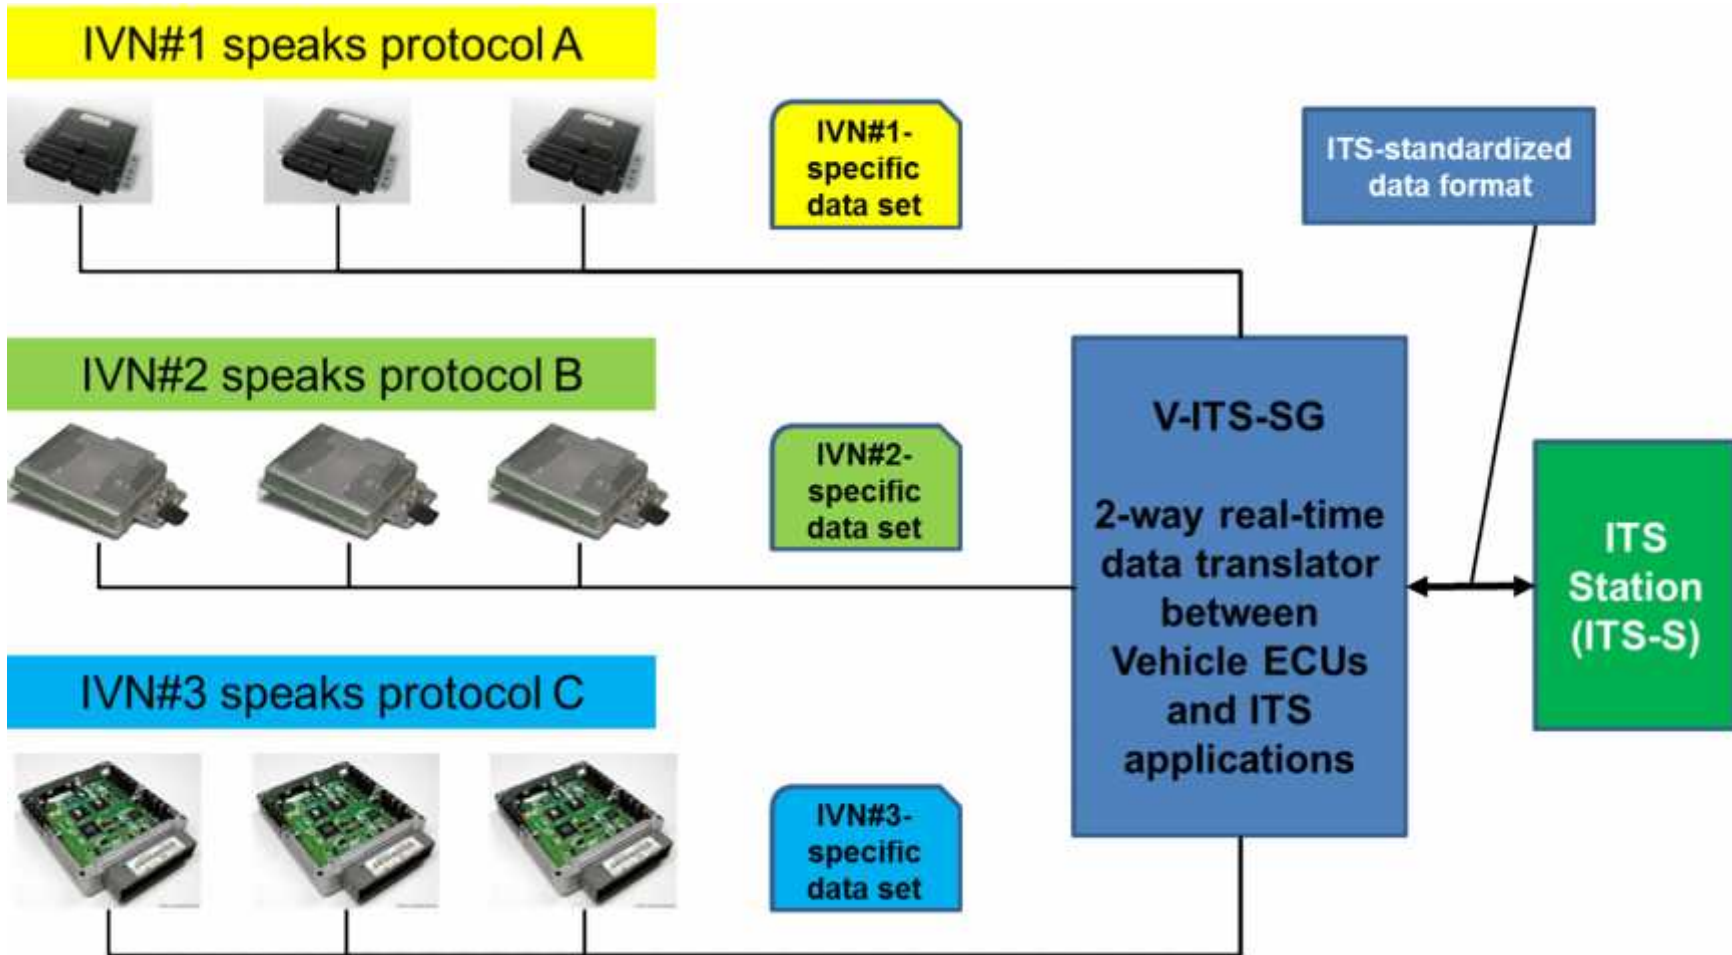 IVN#1 speaks protocol A
IVN#1-
specific
data set
ITS-standardized
data format
IVN#2 speaks protocol B
IVN#2-
specific
data set
V-ITS-SG
2-way real-time
data translator
between
Vehicle ECUs
and ITS
applications
ITS
Station
(ITS-S)
IVN#3 speaks protocol C
IVN#3-
specific
data set